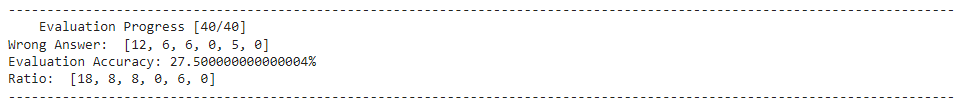 Evaluation Progress [40/40]
Wrong Answer:  [12, 6, 6, 0, 5, 0]
Evaluation Accuracy: 27.500000000000004%
Ratio:  [18, 8, 8, 0, 6, 0]